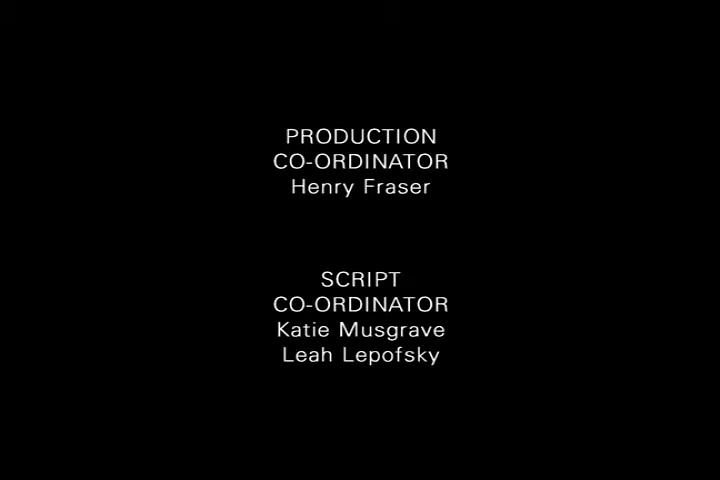 PRODUCTION
CO-ORDINATOR
Henry Fraser
SCRIPT
CO-ORDINATOR
Katie Musgrave
Leah Lepofsky